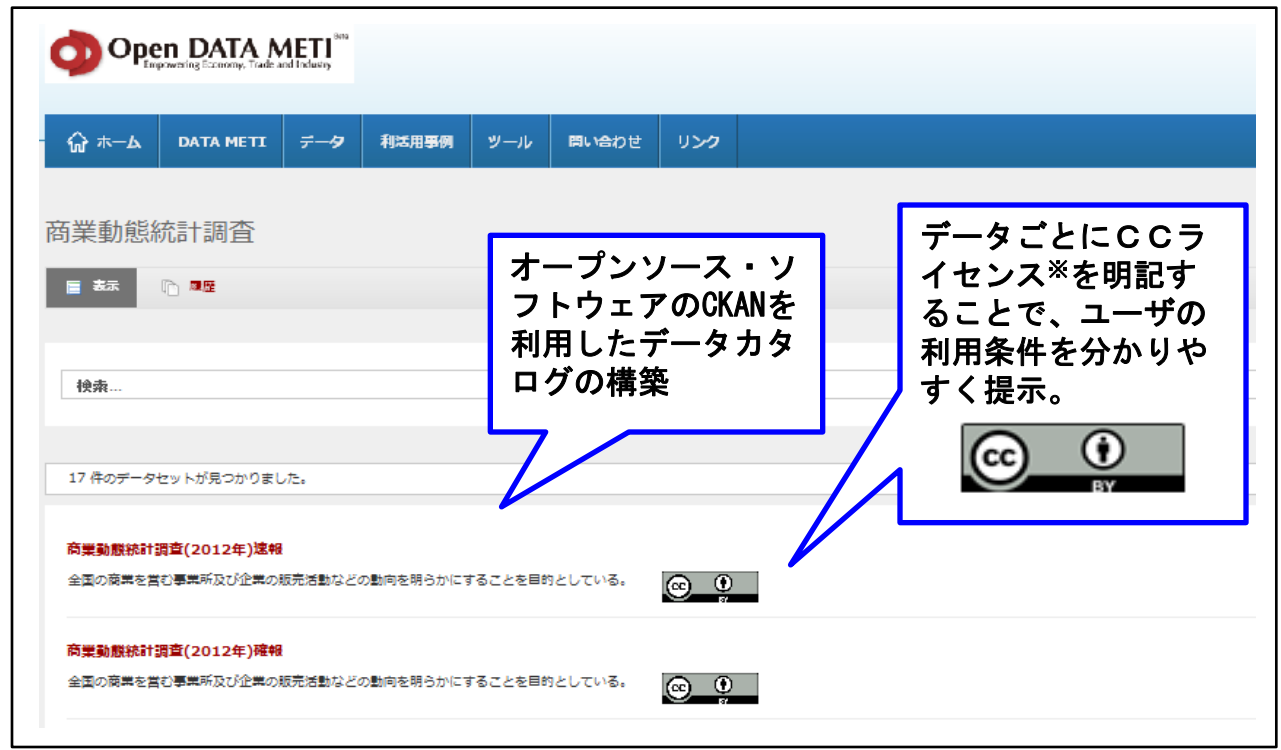 Open DATA METI Beta
Empowering Economy, Trade and Industry
ホーム DATA METI データ 利活用事例 ツール 問い合わせ リンク
商業動態統計調査
表示 履歴
検索...
17 件のデータセットが見つかりました。
商業動態統計調査(2012年)速報
全国の商業を営む事業所及び企業の販売活動などの動向を明らかにすることを目的としている。
cc BY
商業動態統計調査(2012年)確報
全国の商業を営む事業所及び企業の販売活動などの動向を明らかにすることを目的としている。
cc BY
オープンソース・ソ
フトウェアのCKANを
利用したデータカタ
ログの構築
データごとにCCラ
イセンス※を明記す
ることで、ユーザの
利用条件を分かりや
すく提示。
cc
BY